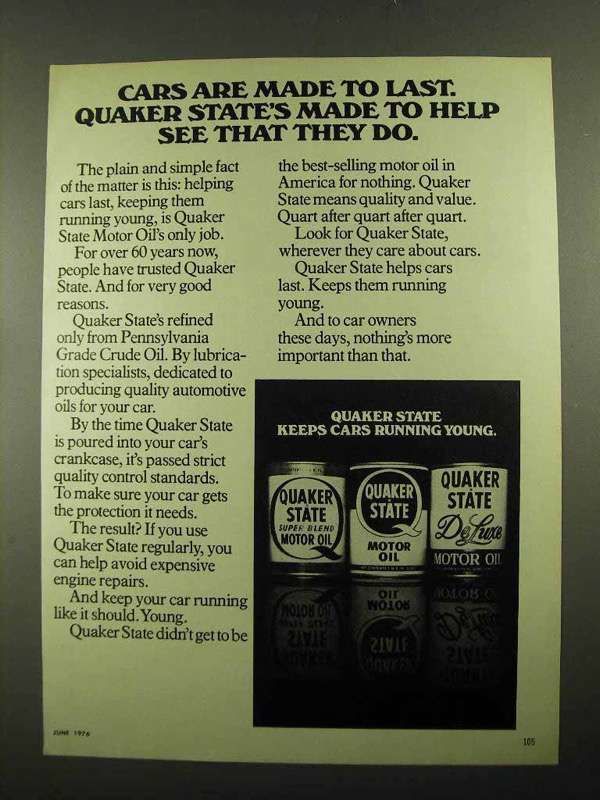 CARS ARE MADE TO LAST.
QUAKER STATE'S MADE TO HELP
SEE THAT THEY DO.
The plain and simple fact
of the matter is this: helping
cars last, keeping them
running young, is Quaker
State Motor Oil's only job.
For over 60 years now,
people have trusted Quaker
State. And for very good
reasons.
Quaker State's refined
only from Pennsylvania
Grade Crude Oil. By lubrica-
tion specialists, dedicated to
producing quality automotive
oils for your car.
By the time Quaker State
is poured into your car's
crankcase, it's passed strict
quality control standards.
To make sure your car gets
the protection it needs.
The result? If you use
Quaker State regularly, you
can help avoid expensive
engine repairs.
And keep your car running
like it should. Young.
Quaker State didn't get to be
the best-selling motor oil in
America for nothing. Quaker
State means quality and value.
Quart after quart after quart.
Look for Quaker State,
wherever they care about cars.
Quaker State helps cars
last. Keeps them running
young.
And to car owners
these days, nothing's more
important than that.
QUAKER STATE
KEEPS CARS RUNNING YOUNG.
QUAKER
STATE
SUPER BLEND
MOTOR OIL
QUAKER
STATE
MOTOR
OIL
QUAKER
STATE
De Luxe
MOTOR OIL
JUNE 1976
105